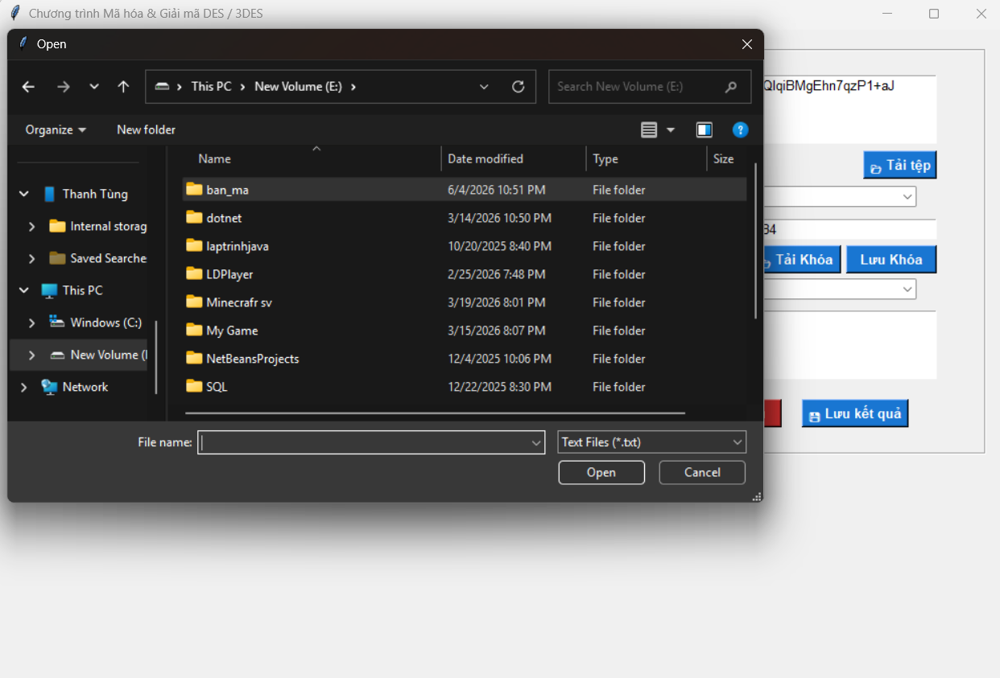 Chương trình Mã hóa & Giải mã DES / 3DES
Open
This PC > New Volume (E:) >
Search New Volume (E:)
Organize
New folder
Name
Date modified
Type
Size
Thanh Tùng
Internal storag
Saved Searche
This PC
Windows (C:)
New Volume (
Network
ban_ma 6/4/2026 10:51 PM File folder
dotnet 3/14/2026 10:50 PM File folder
laptrinhjava 10/20/2025 8:40 PM File folder
LDPlayer 2/25/2026 7:48 PM File folder
Minecrafr sv 3/19/2026 8:01 PM File folder
My Game 3/15/2026 8:07 PM File folder
NetBeansProjects 12/4/2025 10:06 PM File folder
SQL 12/22/2025 8:30 PM File folder
File name:
Text Files (*.txt)
Open
Cancel
QIqiBMgEhn7qzP1+aJ
Tải tệp
34
Tải Khóa
Lưu Khóa
Lưu kết quả